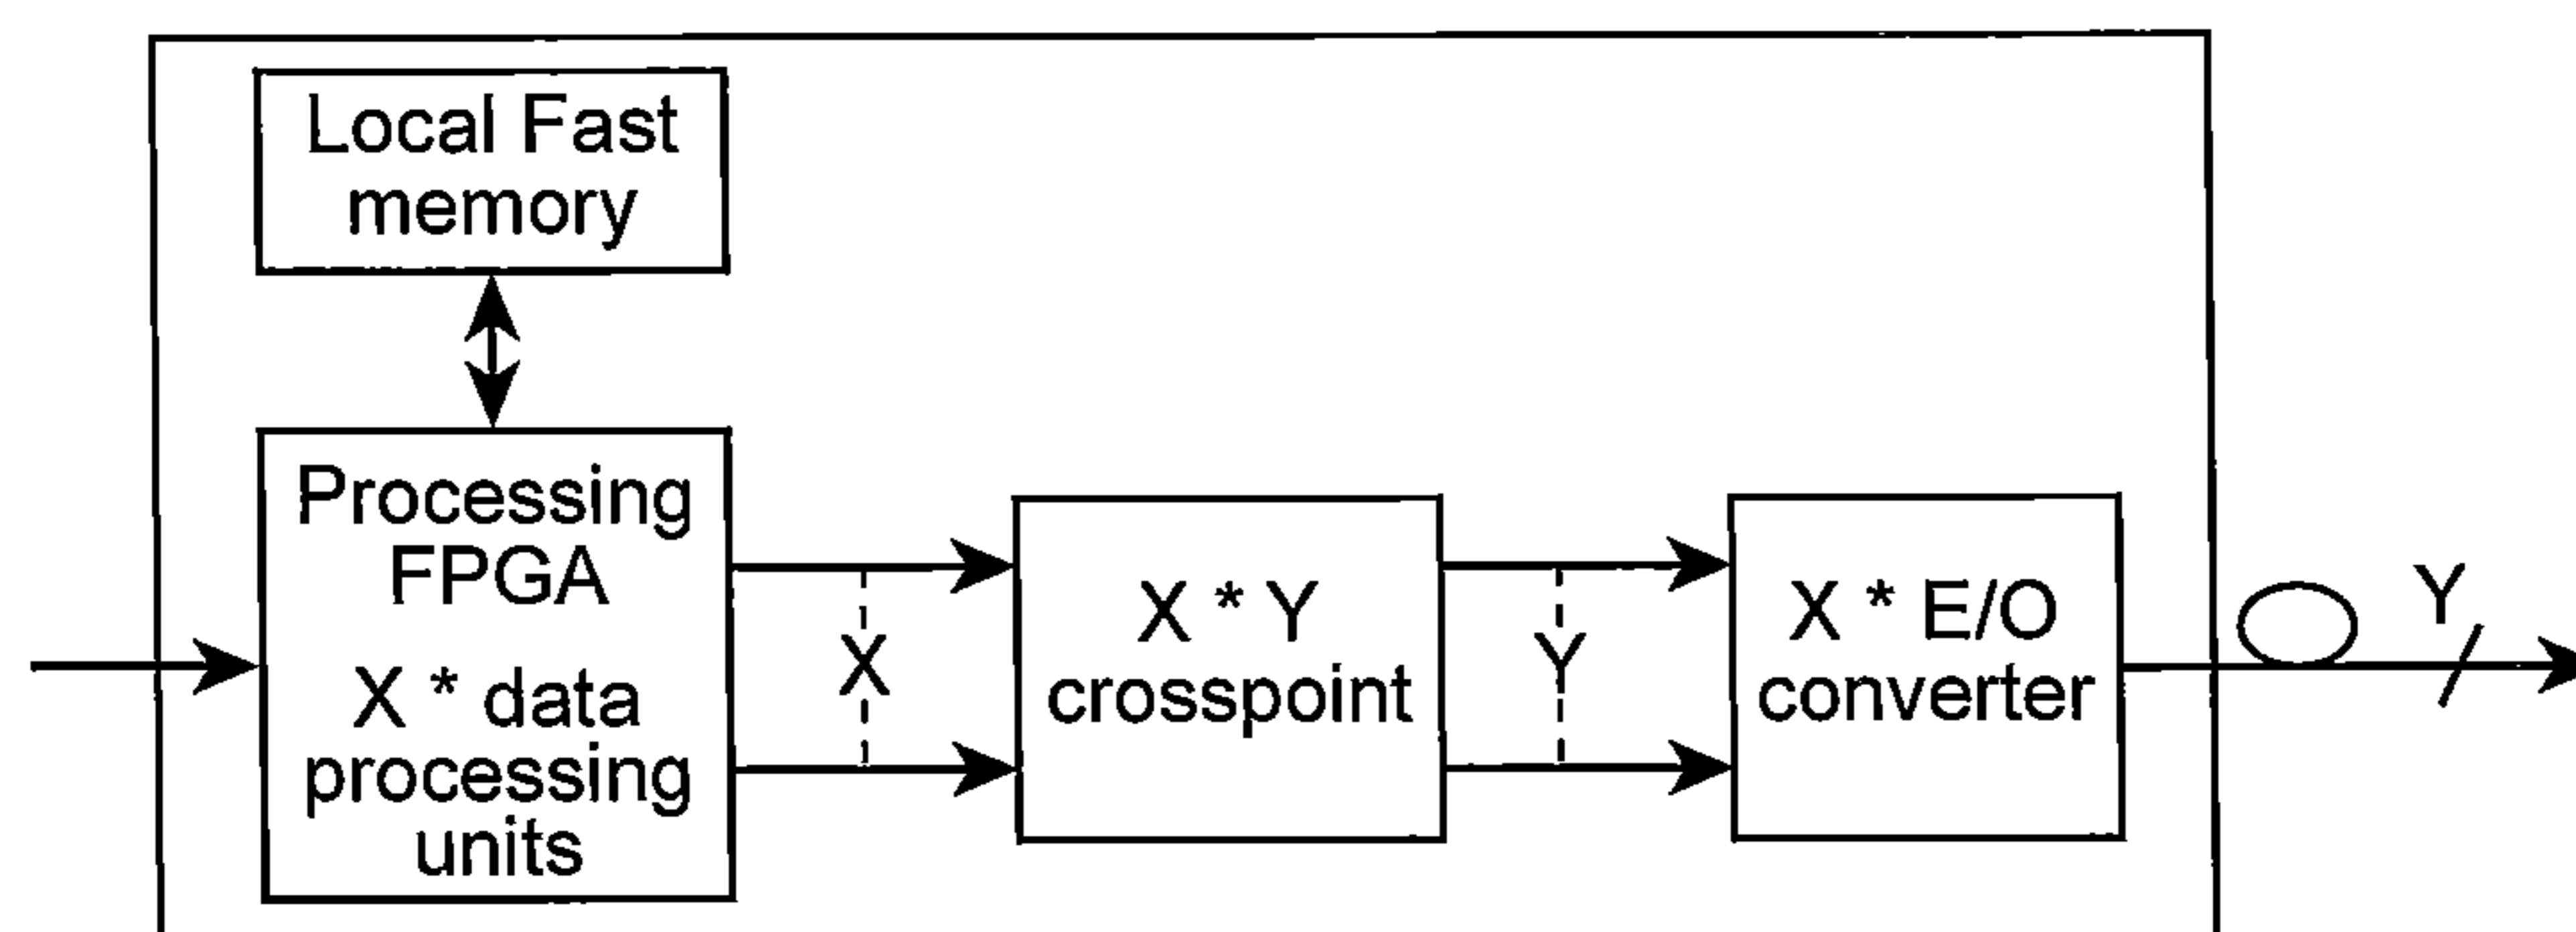 Local Fast
memory
Processing
FPGA
X * data
processing
units
X
X * Y
crosspoint
Y
X * E/O
converter
Y